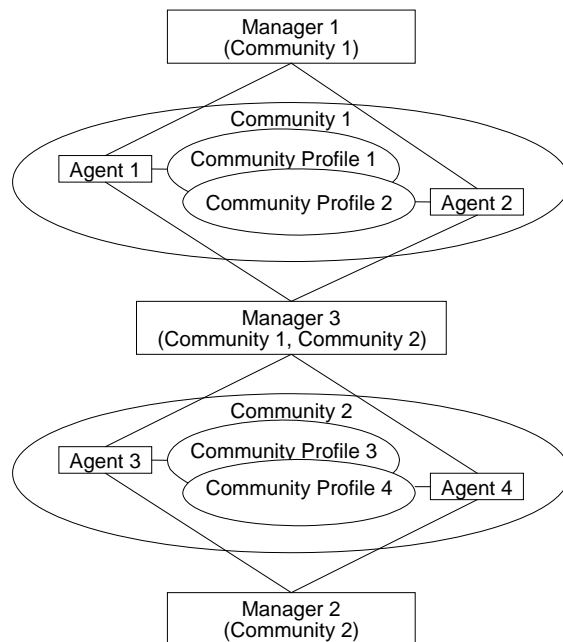 Manager 1
(Community 1)
Community 1
Community Profile 1
Agent 1
Community Profile 2
Agent 2
Manager 3
(Community 1, Community 2)
Community 2
Community Profile 3
Agent 3
Community Profile 4
Agent 4
Manager 2
(Community 2)